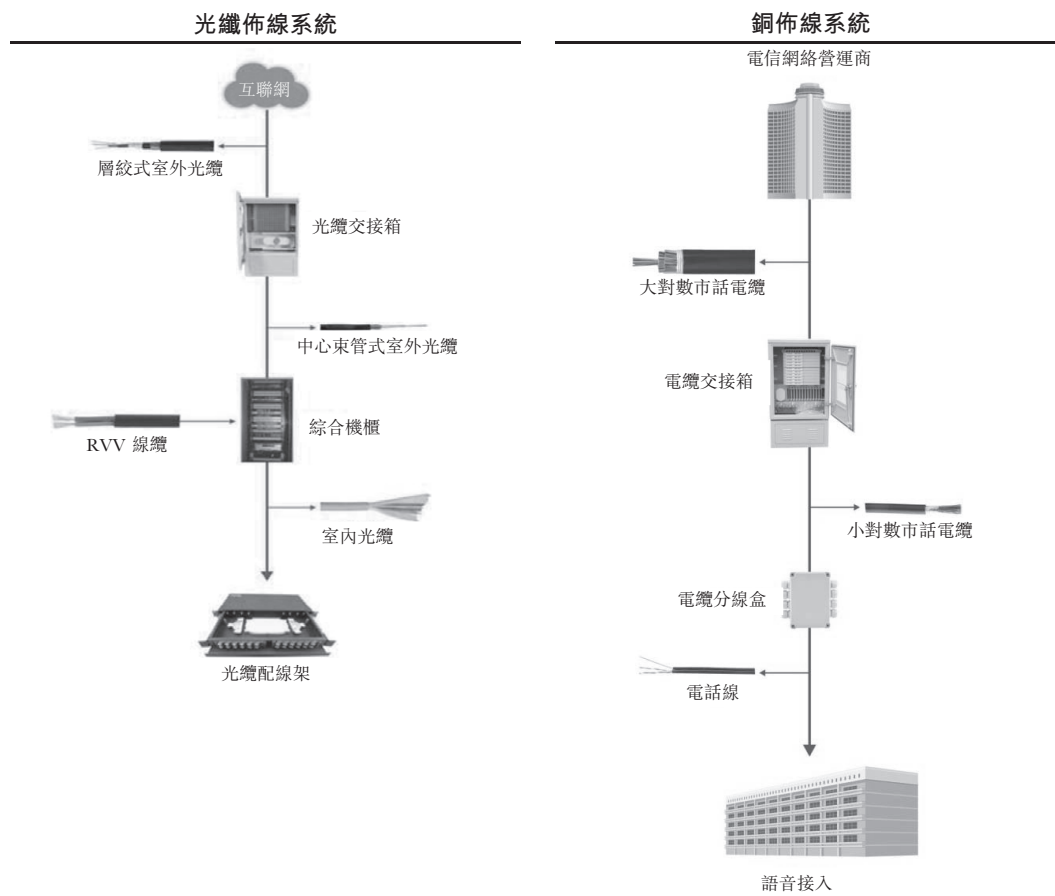 光纖佈線系統
互聯網
層絞式室外光纜
光纜交接箱
中心束管式室外光纜
綜合機櫃
RVV 線纜
室內光纜
光纜配線架
銅佈線系統
電信網絡營運商
大對數市話電纜
電纜交接箱
小對數市話電纜
電纜分線盒
電話線
語音接入